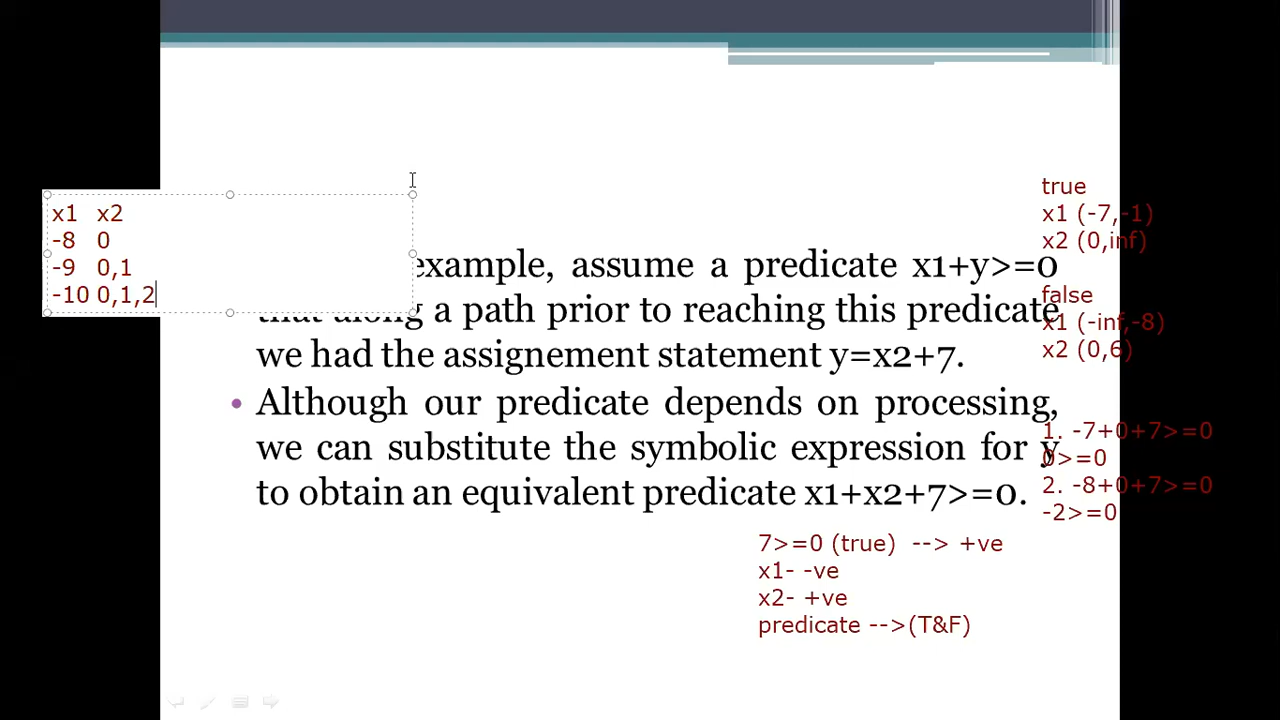 x1 x2
-8 0
-9 0,1
-10 0,1,2
true
x1 (-7,-1)
x2 (0,inf)
example, assume a predicate x1+y>=0
that along a path prior to reaching this predicate
we had the assignement statement y=x2+7.
false
x1 (-inf,-8)
x2 (0,6)
• Although our predicate depends on processing,
we can substitute the symbolic expression for y
to obtain an equivalent predicate x1+x2+7>=0.
1. -7+0+7>=0
0>=0
2. -8+0+7>=0
-2>=0
7>=0 (true) --> +ve
x1- -ve
x2- +ve
predicate -->(T&F)